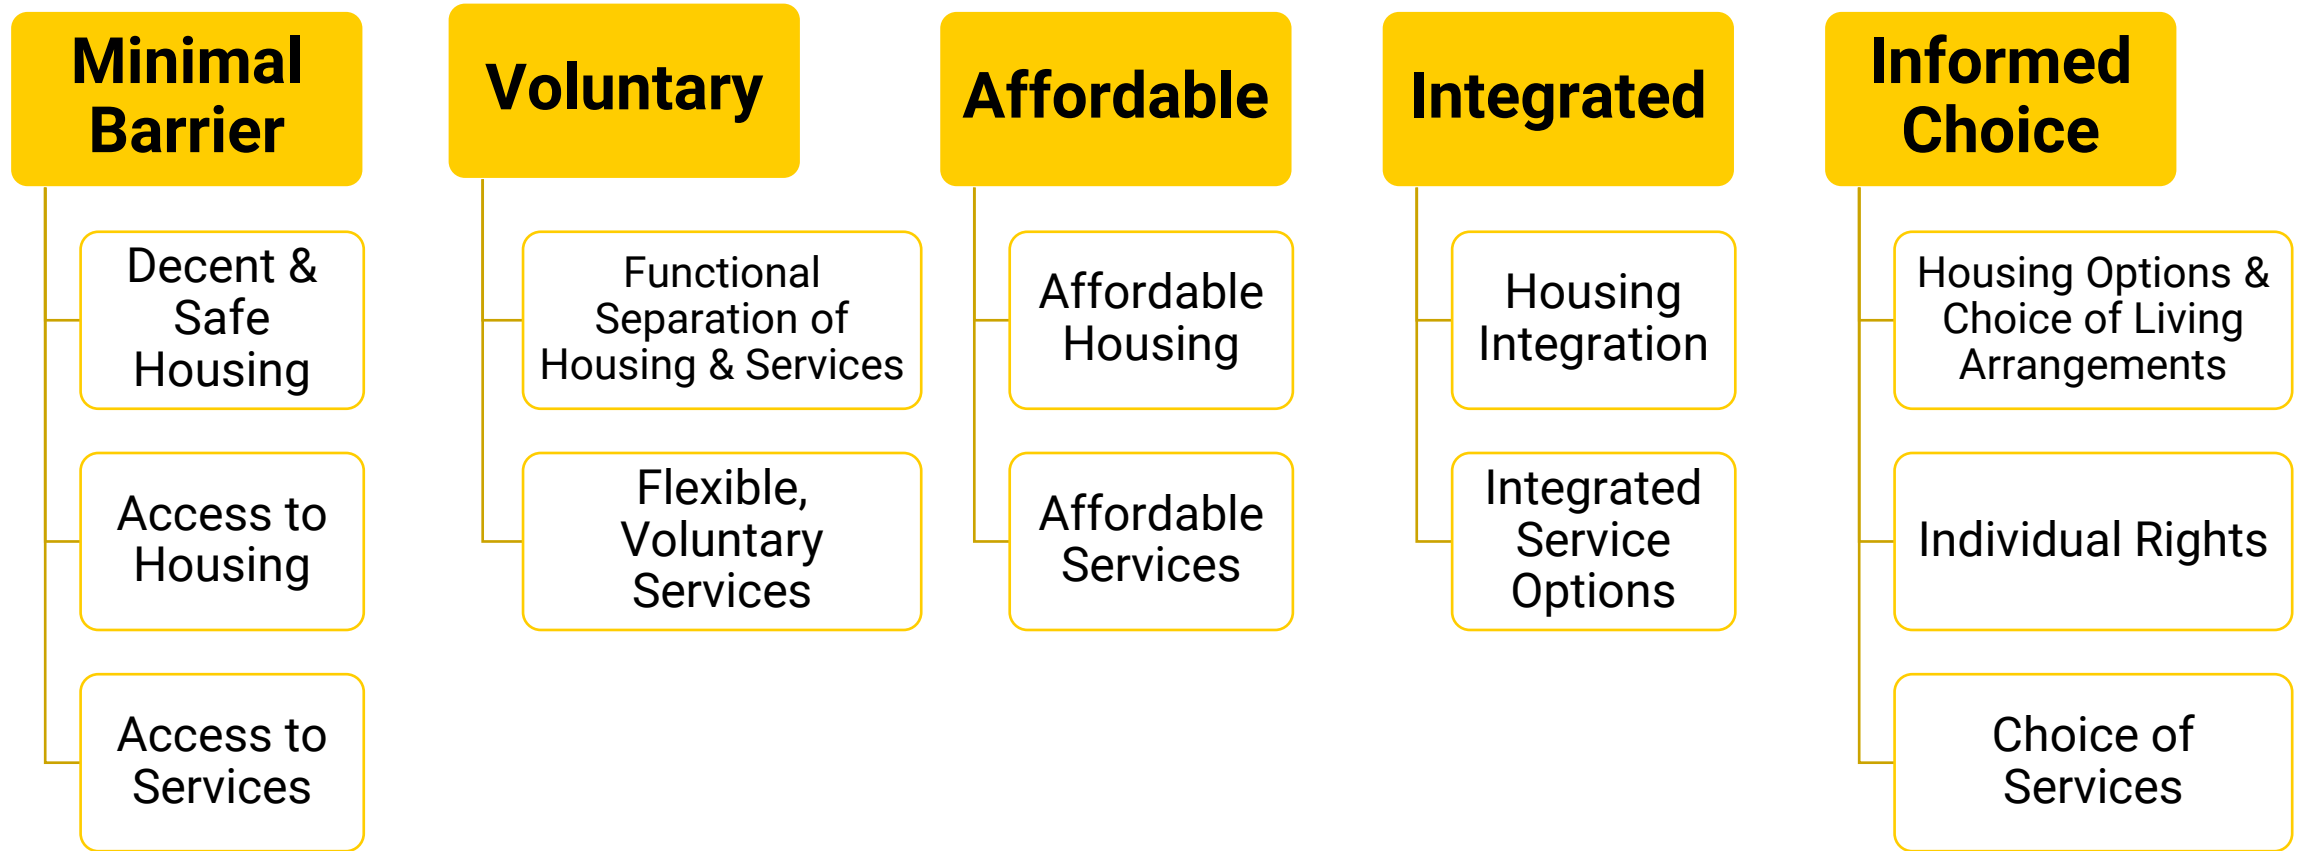 Minimal
Barrier
Decent &
Safe
Housing
Access to
Housing
Access to
Services
Voluntary
Functional
Separation of
Housing & Services
Flexible,
Voluntary
Services
Affordable
Affordable
Housing
Affordable
Services
Integrated
Housing
Integration
Integrated
Service
Options
Informed
Choice
Housing Options &
Choice of Living
Arrangements
Individual Rights
Choice of
Services